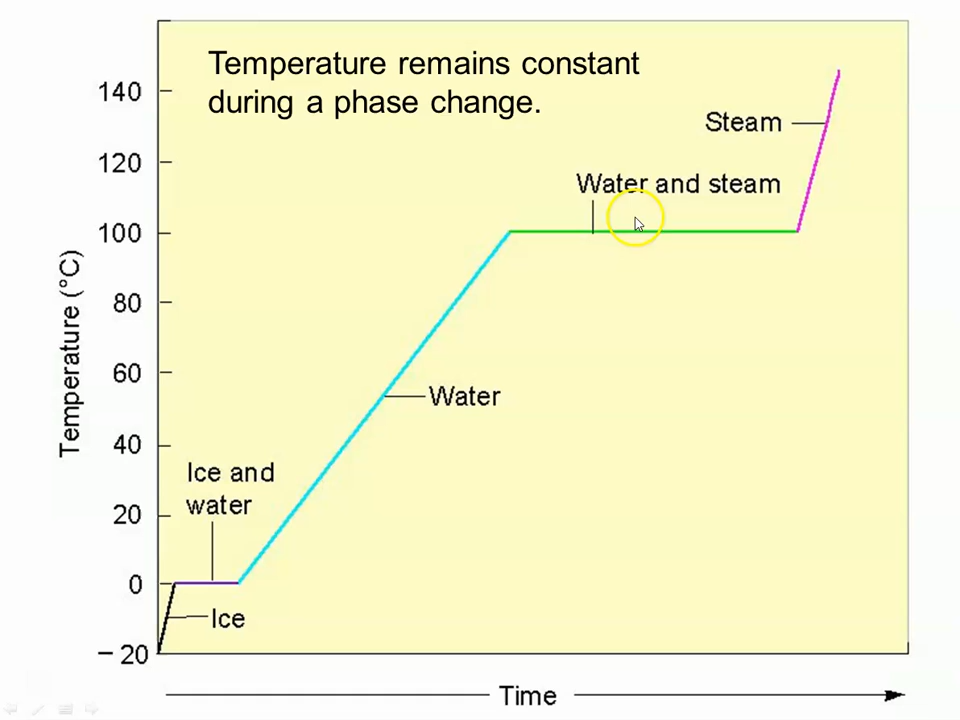 Temperature remains constant
during a phase change.
140
120
100
80
60
40
20
0
– 20
Temperature (°C)
Steam
Water and steam
Water
Ice and
water
Ice
Time